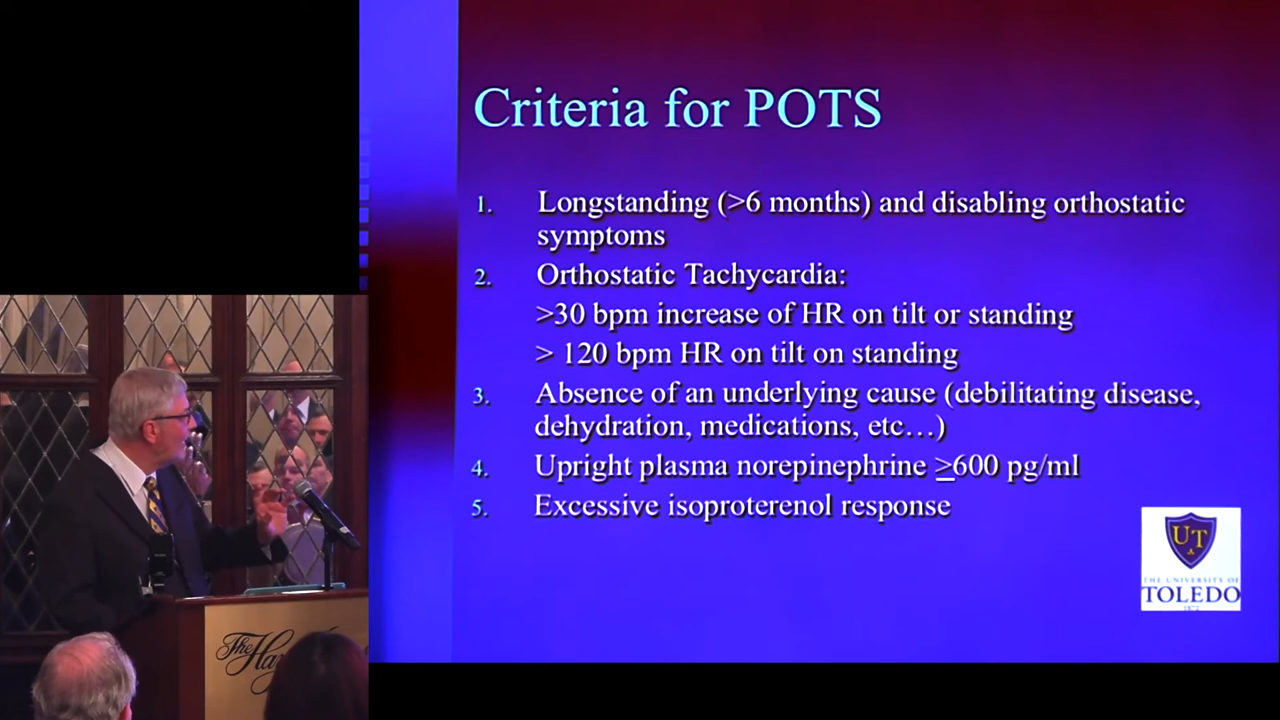 Criteria for POTS
1. Longstanding (>6 months) and disabling orthostatic
symptoms
2. Orthostatic Tachycardia:
>30 bpm increase of HR on tilt or standing
> 120 bpm HR on tilt on standing
3. Absence of an underlying cause (debilitating disease,
dehydration, medications, etc…)
4. Upright plasma norepinephrine ≥600 pg/ml
5. Excessive isoproterenol response
UT
THE UNIVERSITY OF
TOLEDO
1872
The